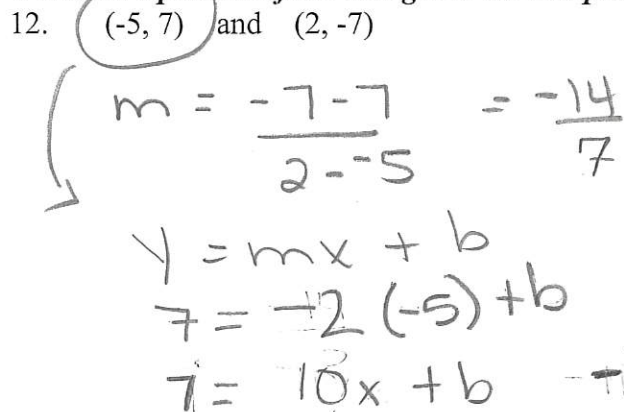 12. (-5, 7) and (2, -7)
m = -7-7 / 2--5 = -14 / 7
y = mx + b
7 = -2 (-5) + b
7 = 10x + b